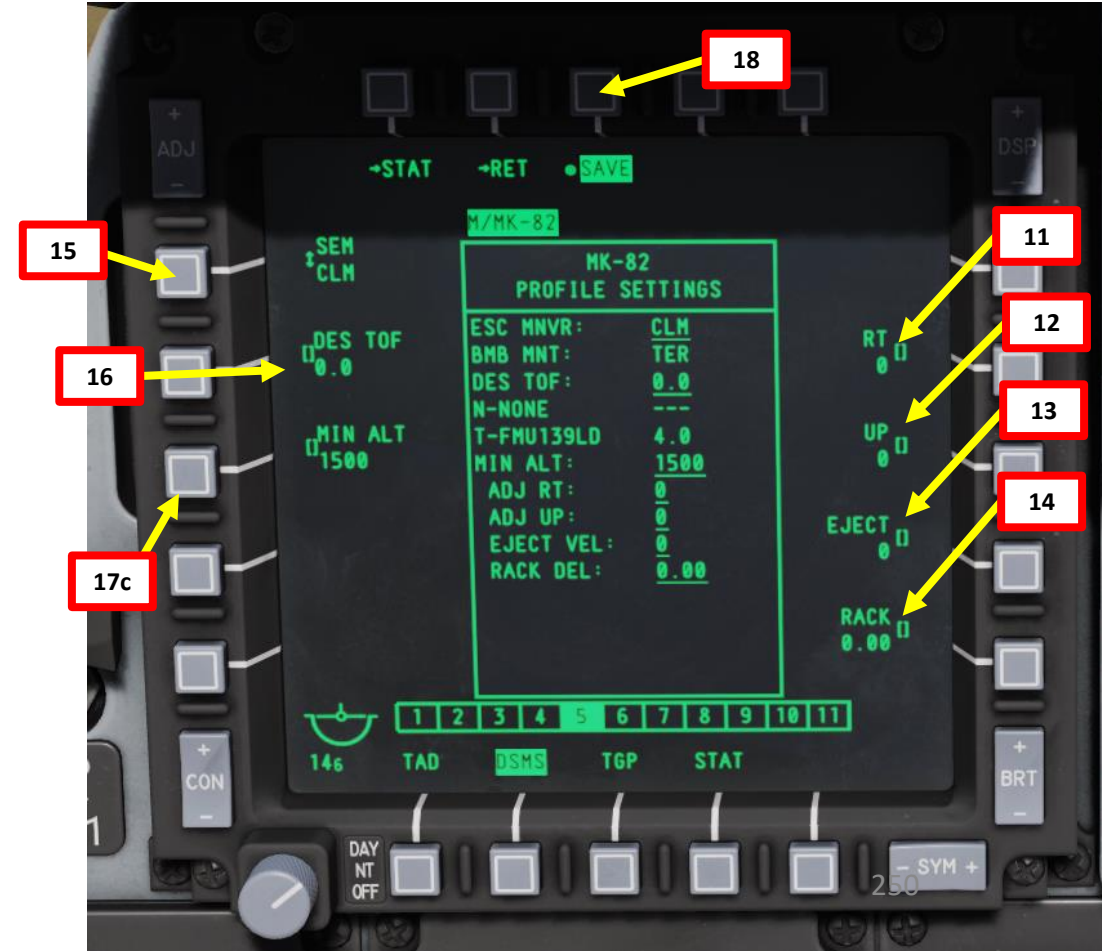 18
+
ADJ
-
+
DSP
-
→STAT →RET ●SAVE
M/MK-82
15
↕SEM
CLM
MK-82
PROFILE SETTINGS
11
ESC MNVR: CLM
BMB MNT: TER
DES TOF: 0.0
N-NONE ---
T-FMU139LD 4.0
MIN ALT: 1500
ADJ RT: 0
ADJ UP: 0
EJECT VEL: 0
RACK DEL: 0.00
[]DES TOF
0.0
16
[]MIN ALT
1500
17c
RT []
0
12
UP []
0
13
EJECT []
0
14
RACK []
0.00
1 2 3 4 5 6 7 8 9 10 11
146 TAD DSMS TGP STAT
+
CON
-
+
BRT
-
1
DAY
NT
OFF
250
- SYM +